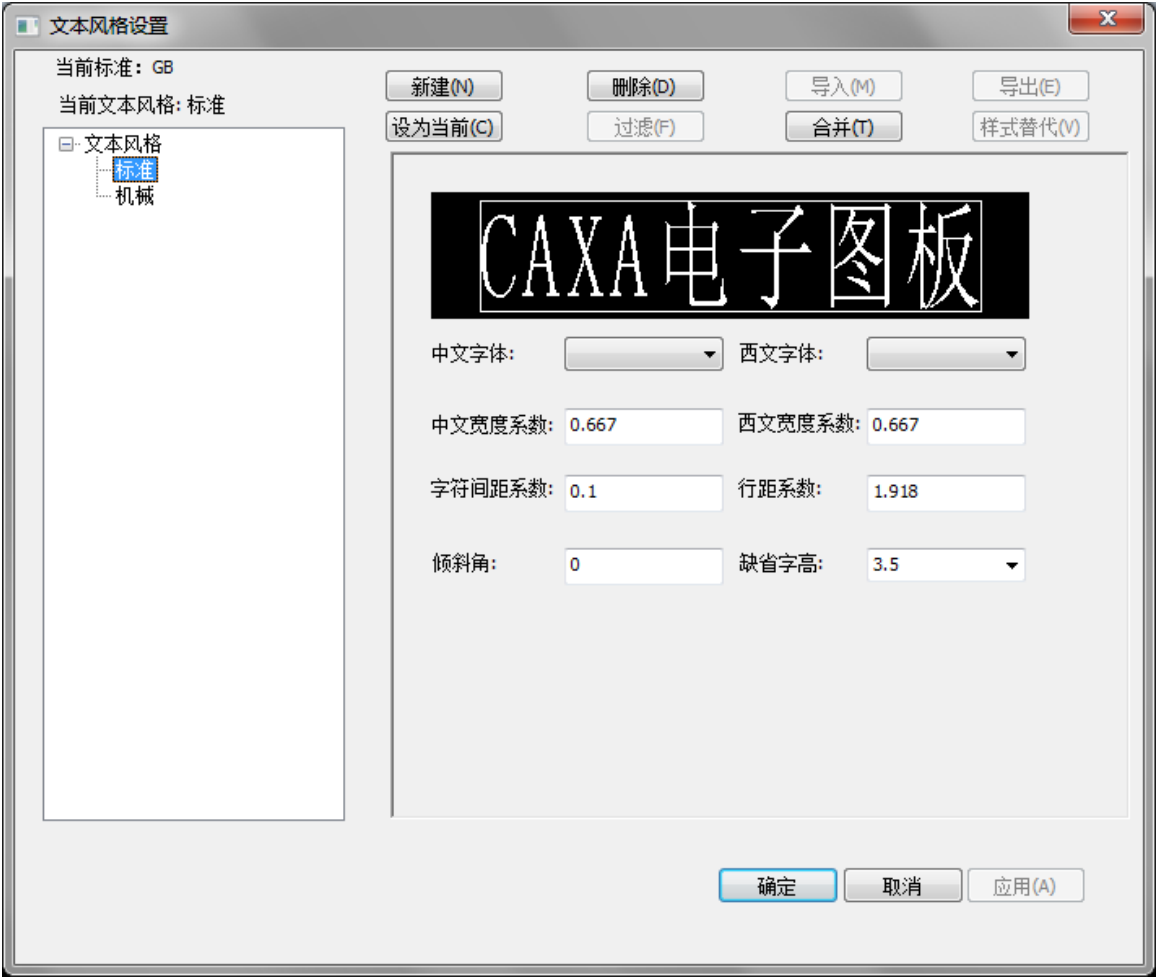 文本风格设置
当前标准: GB
新建(N) 删除(D) 导入(M) 导出(E)
当前文本风格: 标准
设为当前(C) 过滤(F) 合并(T) 样式替代(V)
文本风格
标准
机械
CAXA电子图板
中文字体: 西文字体:
中文宽度系数: 0.667 西文宽度系数: 0.667
字符间距系数: 0.1 行距系数: 1.918
倾斜角: 0 缺省字高: 3.5
确定 取消 应用(A)